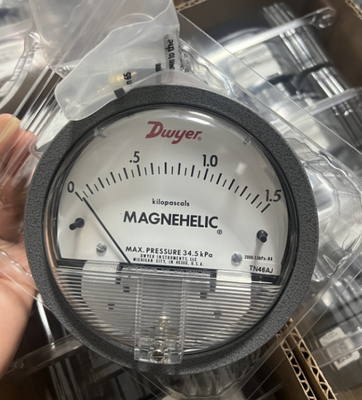 Dwyer®
0 .5 1.0 1.5
kilopascals
MAGNEHELIC®
MAX. PRESSURE 34.5 kPa
DWYER INSTRUMENTS, LLC
MICHIGAN CITY, IN 46360, U.S.A.
TN46AJ